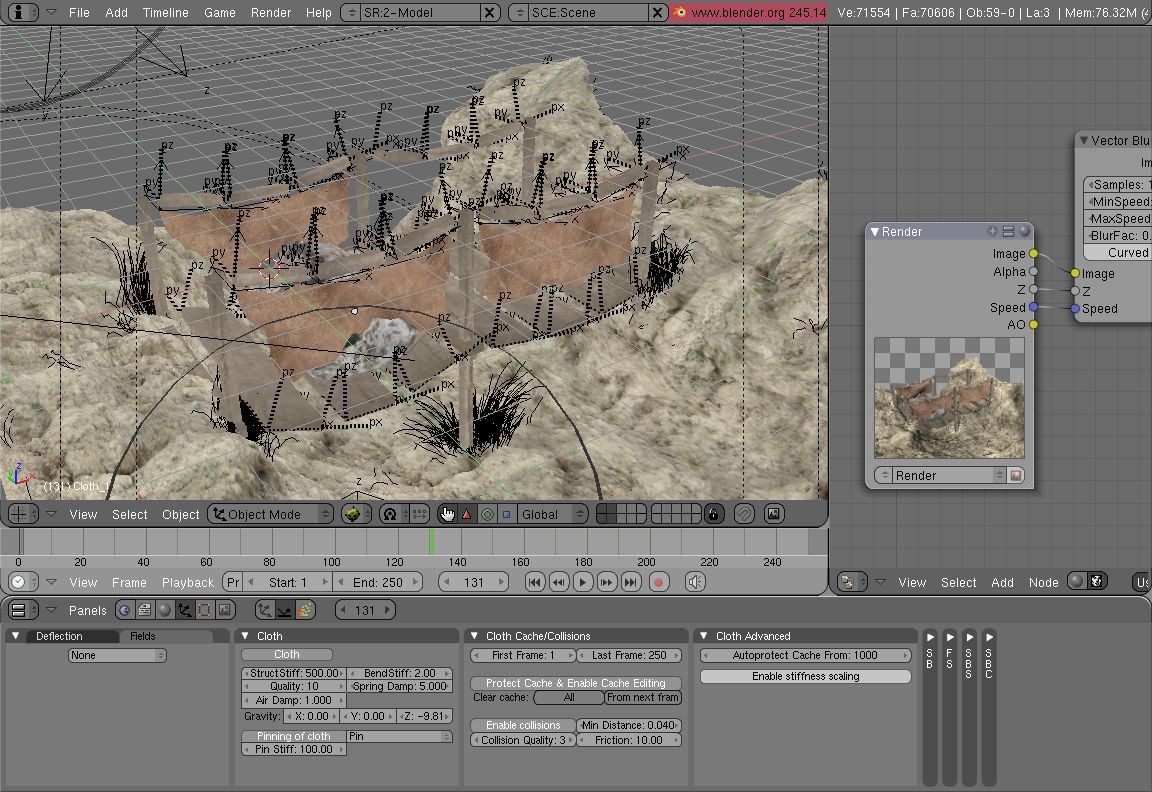 File Add Timeline Game Render Help SR:2-Model SCE:Scene www.blender.org 245.14 Ve:71554 | Fa:70606 | Ob:59-0 | La:3 | Mem:76.32M
(131) Cloth_
View Select Object Object Mode Global
0 20 40 60 80 100 120 140 160 180 200 220 240
View Frame Playback Pr Start: 1 End: 250 131
Vector Blu
Im
Samples: 1
MinSpeed:
MaxSpeed
BlurFac: 0.
Curved
Image
Z
Speed
Render
Image
Alpha
Z
Speed
AO
Render
View Select Add Node Us
Panels 131
Deflection Fields
None
Cloth
Cloth
StructStiff: 500.00 BendStiff: 2.00
Quality: 10 Spring Damp: 5.000
Air Damp: 1.000
Gravity: X: 0.00 Y: 0.00 Z: -9.81
Pinning of cloth Pin
Pin Stiff: 100.00
Cloth Cache/Collisions
First Frame: 1 Last Frame: 250
Protect Cache & Enable Cache Editing
Clear cache: All From next fram
Enable collisions Min Distance: 0.040
Collision Quality: 3 Friction: 10.00
Cloth Advanced
Autoprotect Cache From: 1000
Enable stiffness scaling
SB
FS
SBS
SBC